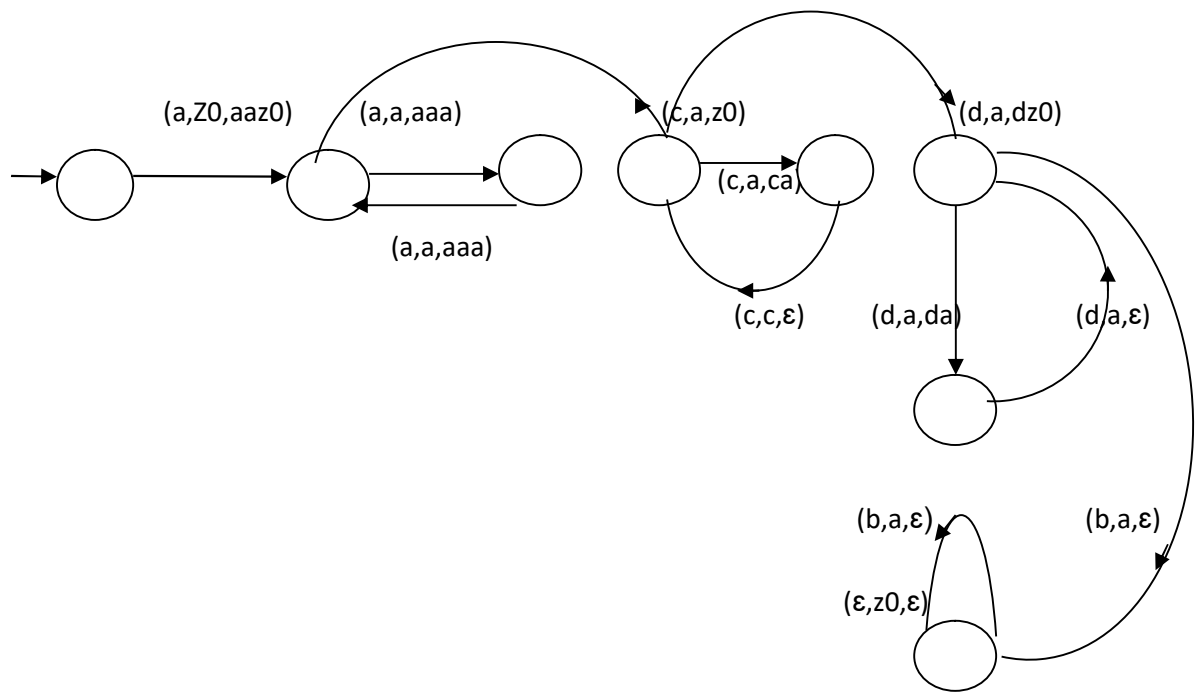 (a,Z0,aaz0)
(a,a,aaa)
(c,a,z0)
(d,a,dz0)
(c,a,ca)
(a,a,aaa)
(c,c,ε)
(d,a,da)
(d,a,ε)
(b,a,ε)
(b,a,ε)
(ε,z0,ε)